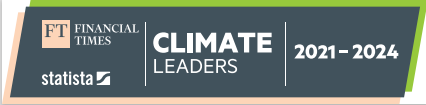 FT FINANCIAL
TIMES
statista
CLIMATE
LEADERS
2021–2024